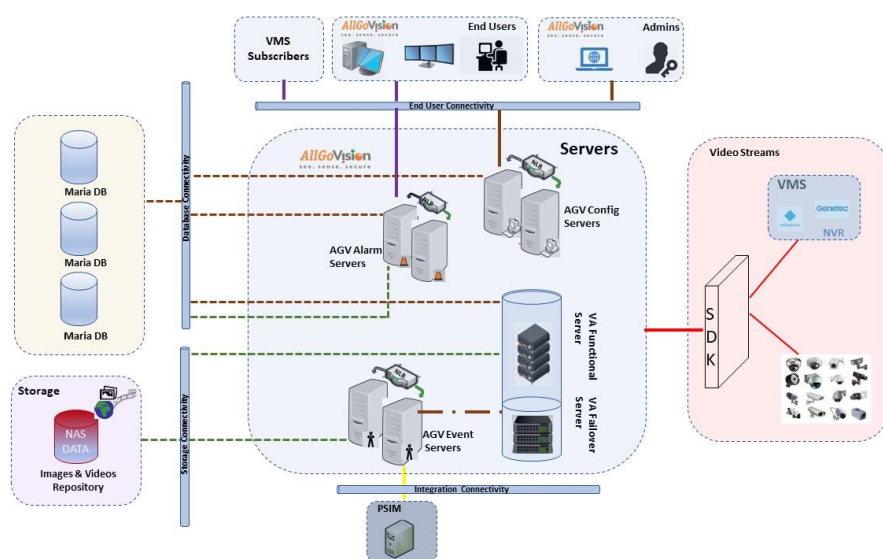 AllGoVision
see. sense. secure
End Users
VMS
Subscribers
AllGoVision
see. sense. secure
Admins
End User Connectivity
Maria DB
Maria DB
Maria DB
Database Connectivity
AllGoVision
see. sense. secure
Servers
NLB
AGV Config
Servers
NLB
AGV Alarm
Servers
VA Functional
Server
VA Failover
Server
NLB
AGV Event
Servers
Storage
NAS
DATA
Images & Videos
Repository
Storage Connectivity
Integration Connectivity
PSIM
Video Streams
VMS
Genetec
NVR
SDK